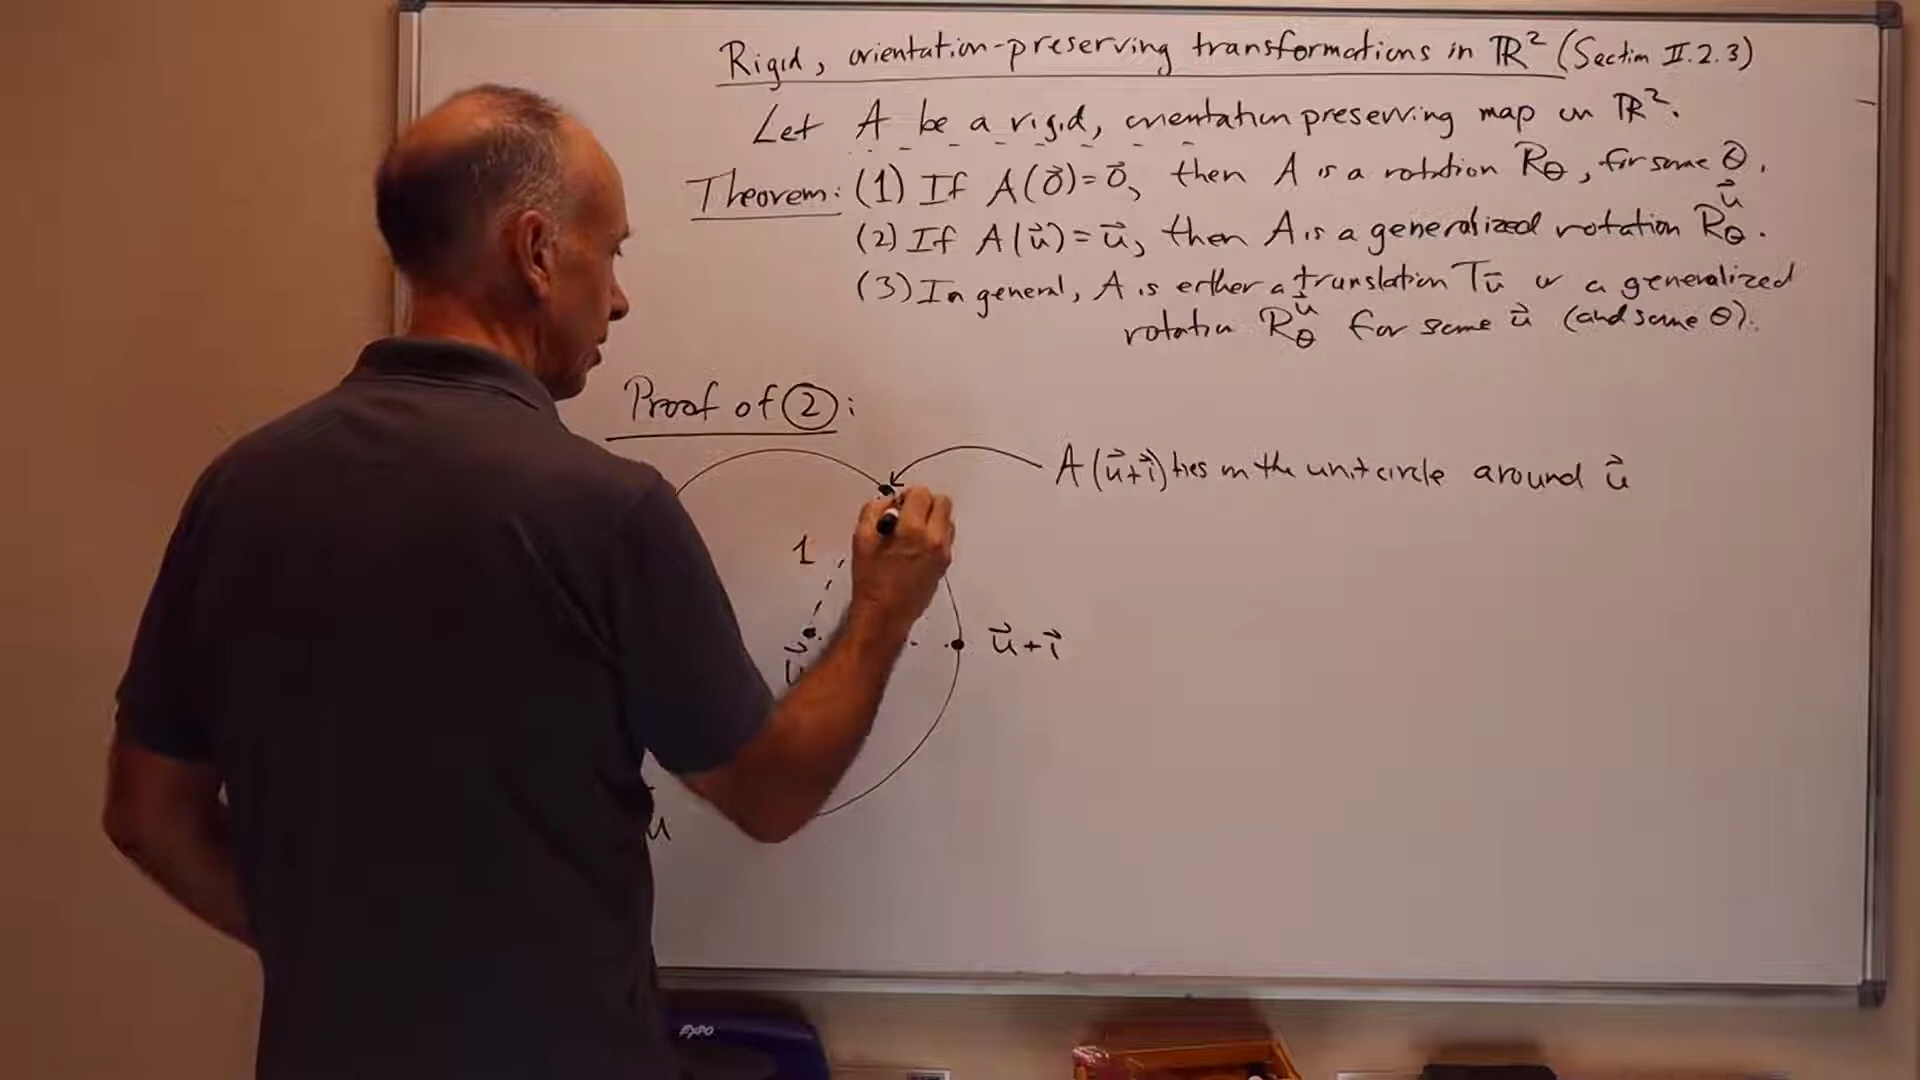 Rigid, orientation-preserving transformations in ℝ² (Section II.2.3)
Let A be a rigid, orientation preserving map on ℝ².
Theorem: (1) If A(0⃗)=0⃗, then A is a rotation R_θ, for some θ.
(2) If A(u⃗)=u⃗, then A is a generalized rotation R_θ^u⃗.
(3) In general, A is either a translation T_u⃗ or a generalized
rotation R_θ^u⃗ for some u⃗ (and some θ).
Proof of ②:
A(u⃗+i⃗) lies on the unit circle around u⃗
1
u⃗+i⃗
u⃗
u
EXPO